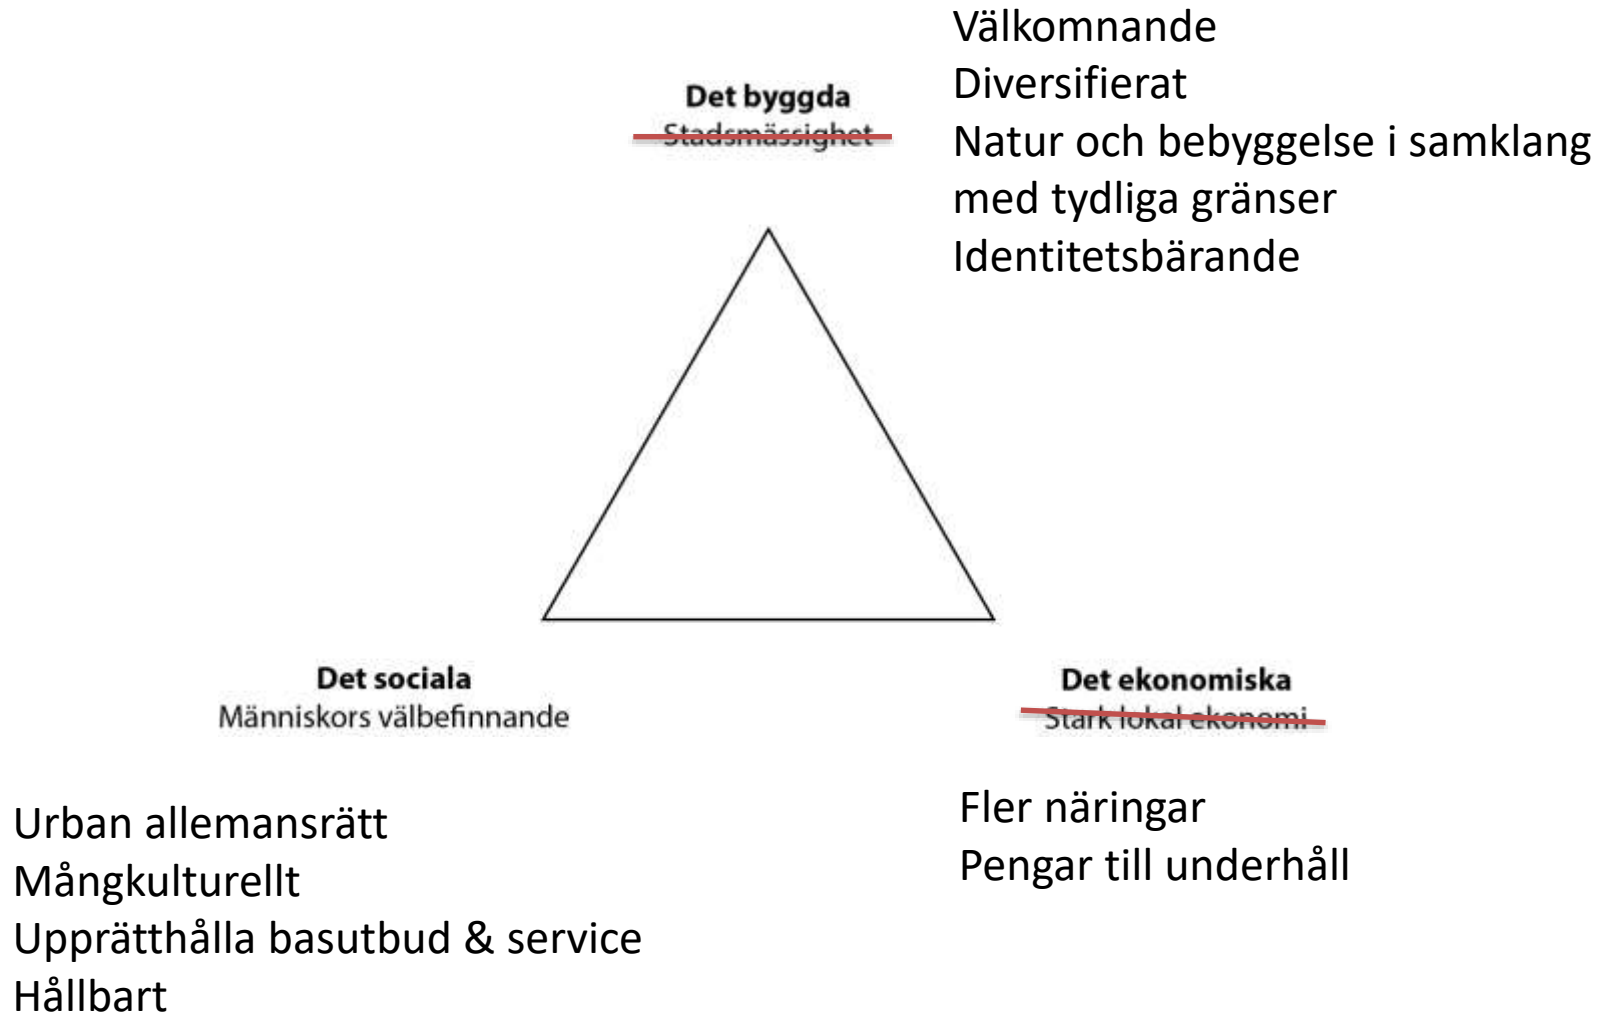 Välkomnande
Diversifierat
Natur och bebyggelse i samklang
med tydliga gränser
Identitetsbärande
Det byggda
Stadsmässighet
Det sociala
Människors välbefinnande
Det ekonomiska
Stark lokal ekonomi
Urban allemansrätt
Mångkulturellt
Upprätthålla basutbud & service
Hållbart
Fler näringar
Pengar till underhåll